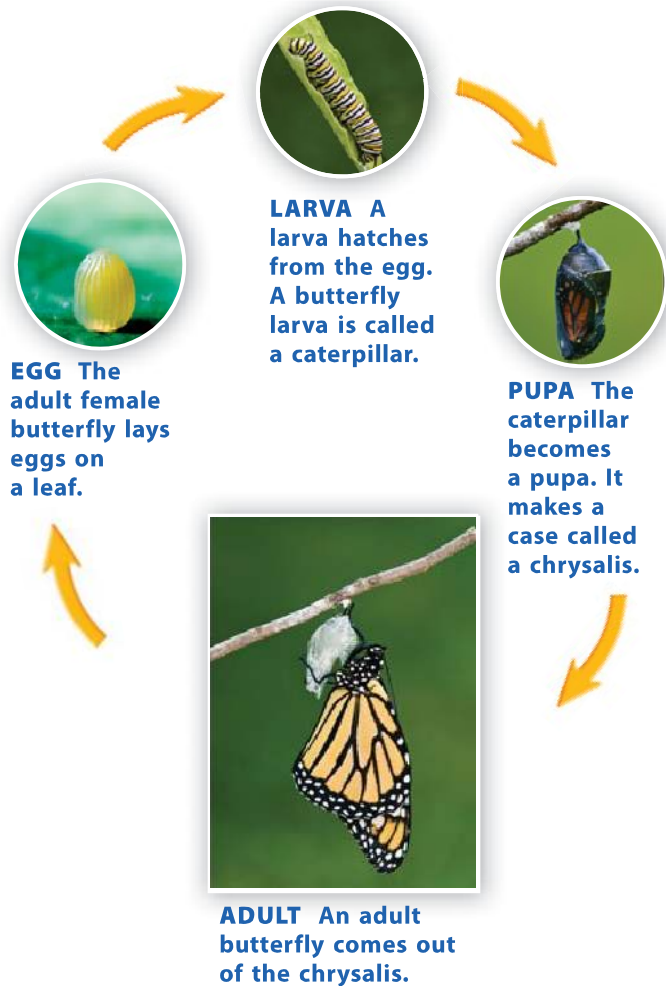 LARVA A
larva hatches
from the egg.
A butterfly
larva is called
a caterpillar.
EGG The
adult female
butterfly lays
eggs on
a leaf.
PUPA The
caterpillar
becomes
a pupa. It
makes a
case called
a chrysalis.
ADULT An adult
butterfly comes out
of the chrysalis.